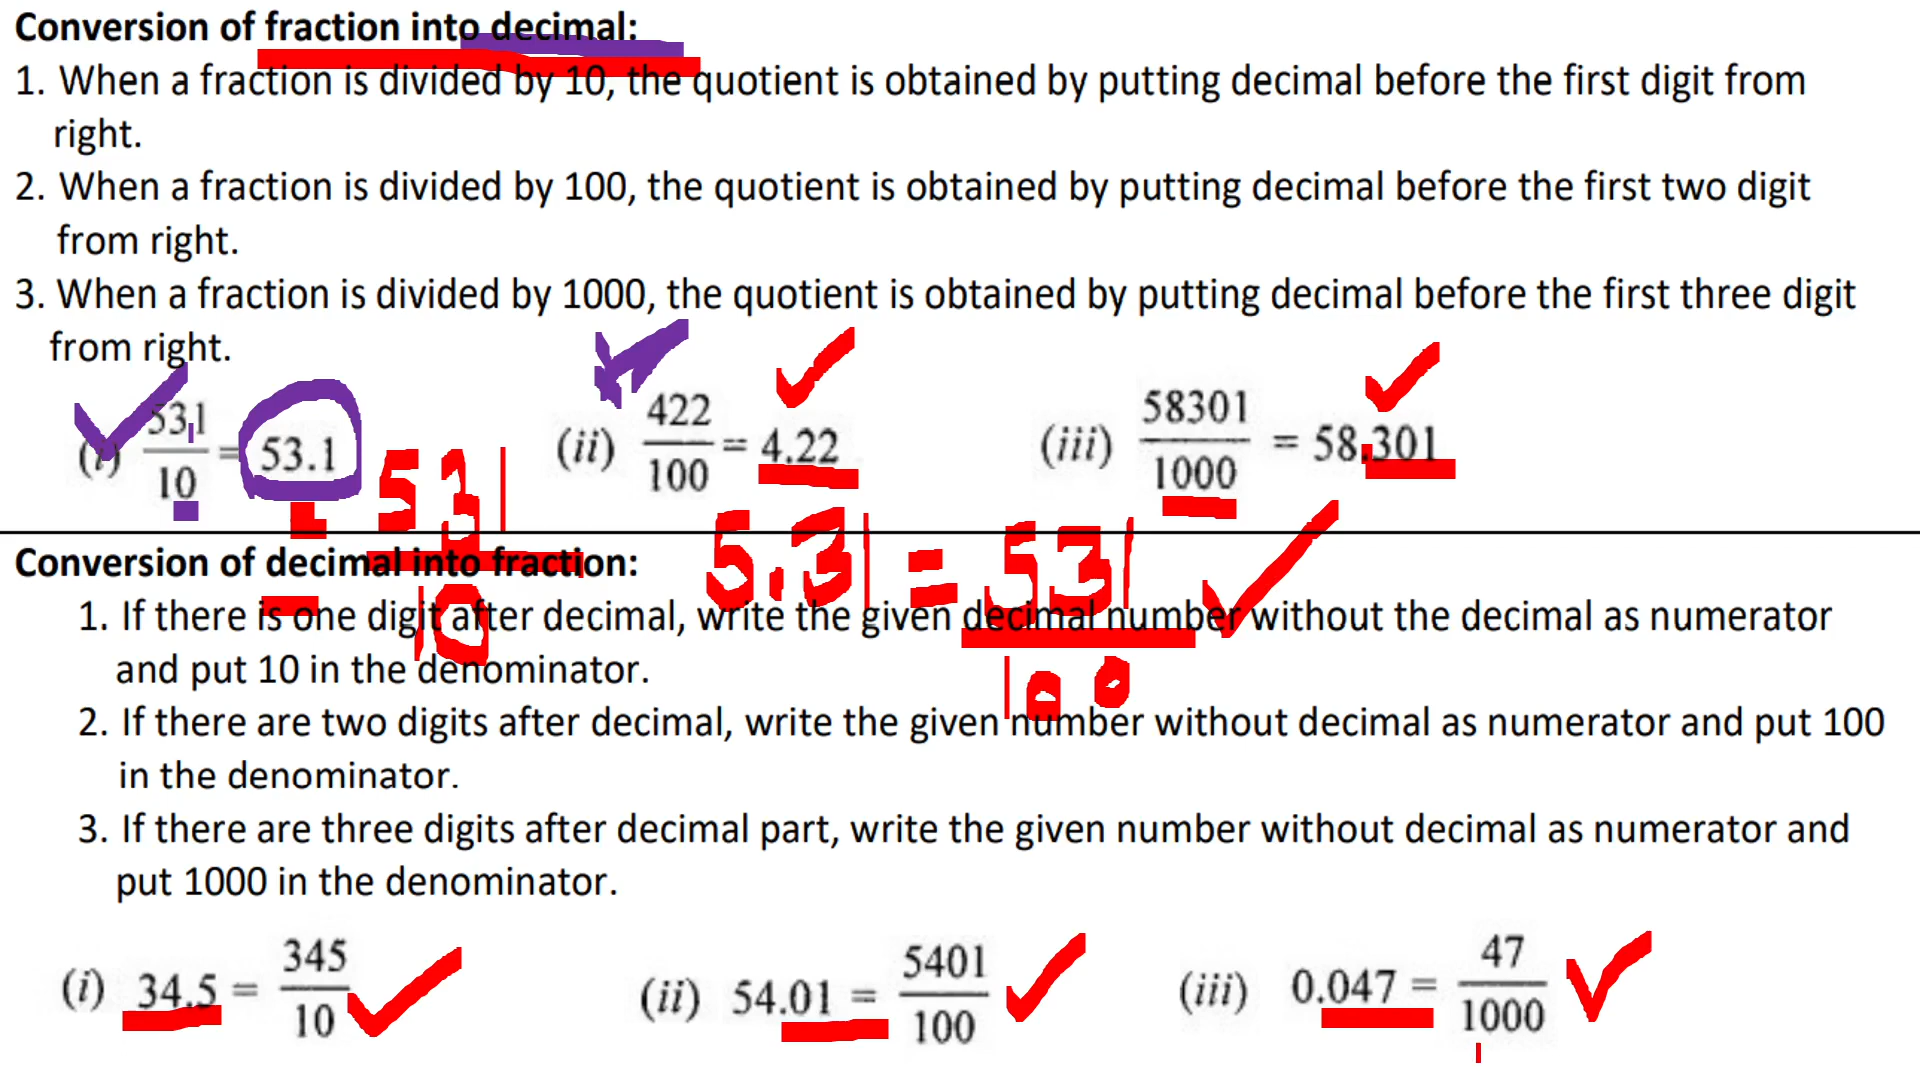 Conversion of fraction into decimal:
1. When a fraction is divided by 10, the quotient is obtained by putting decimal before the first digit from
right.
2. When a fraction is divided by 100, the quotient is obtained by putting decimal before the first two digit
from right.
3. When a fraction is divided by 1000, the quotient is obtained by putting decimal before the first three digit
from right.
(i) 531/10 = 53.1 (ii) 422/100 = 4.22 (iii) 58301/1000 = 58.301
= 531/10 5.31 = 531/100
Conversion of decimal into fraction:
1. If there is one digit after decimal, write the given decimal number without the decimal as numerator
and put 10 in the denominator.
2. If there are two digits after decimal, write the given number without decimal as numerator and put 100
in the denominator.
3. If there are three digits after decimal part, write the given number without decimal as numerator and
put 1000 in the denominator.
(i) 34.5 = 345/10 (ii) 54.01 = 5401/100 (iii) 0.047 = 47/1000